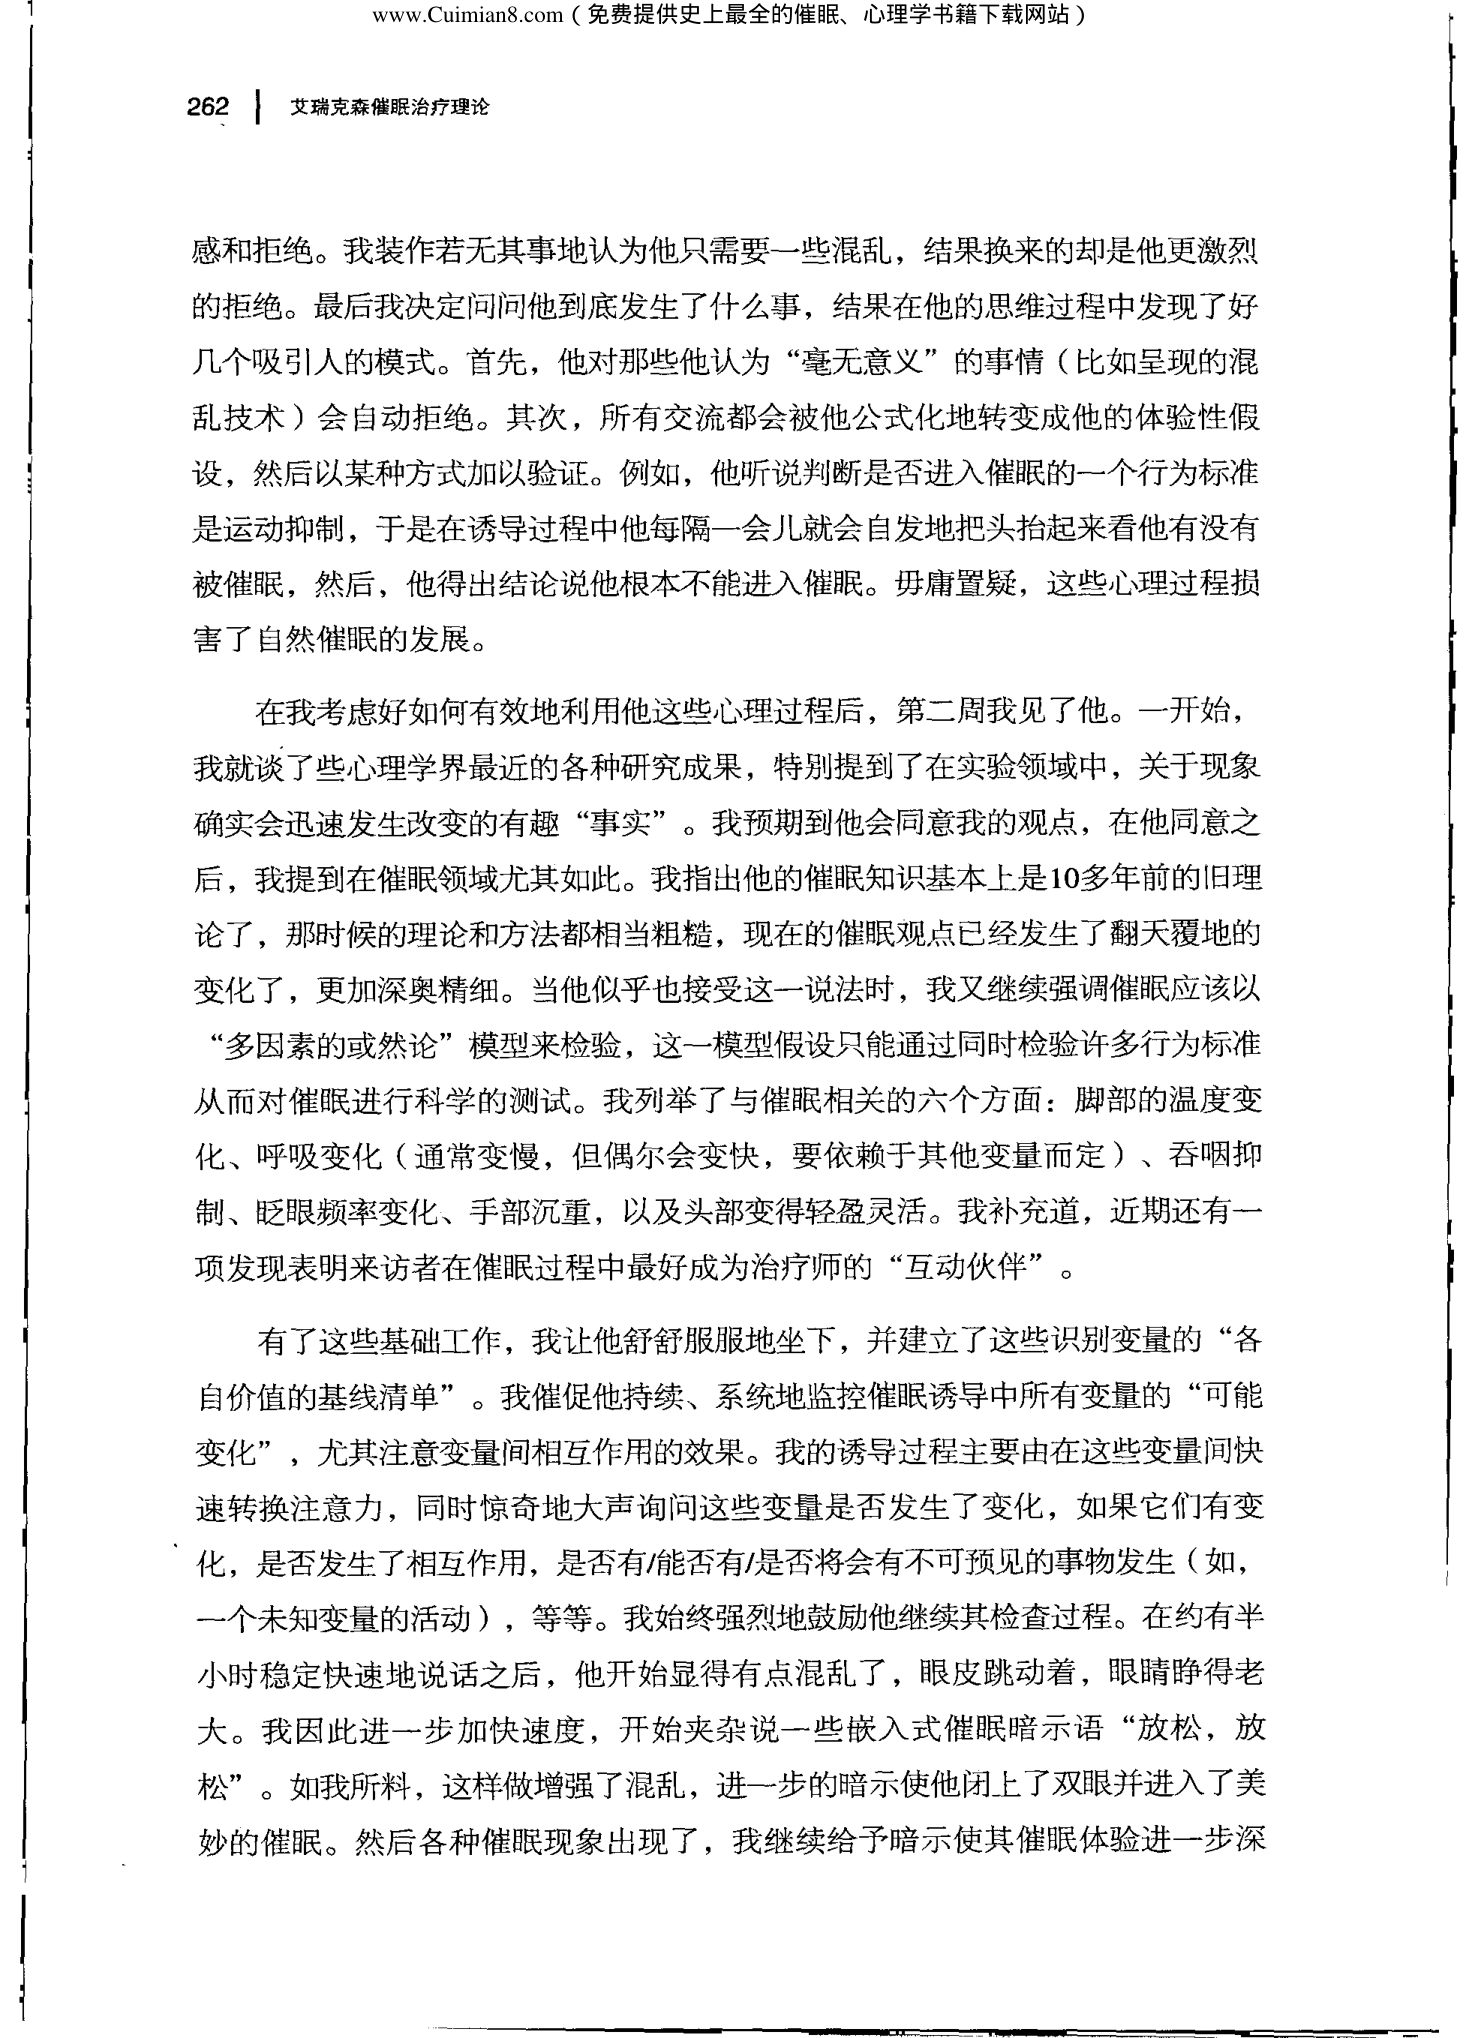 www.Cuimian8.com（免费提供史上最全的催眠、心理学书籍下载网站）
262 艾瑞克森催眠治疗理论
感和拒绝。我装作若无其事地认为他只需要一些混乱，结果换来的却是他更激烈
的拒绝。最后我决定问问他到底发生了什么事，结果在他的思维过程中发现了好
几个吸引人的模式。首先，他对那些他认为“毫无意义”的事情（比如呈现的混
乱技术）会自动拒绝。其次，所有交流都会被他公式化地转变成他的体验性假
设，然后以某种方式加以验证。例如，他听说判断是否进入催眠的一个行为标准
是运动抑制，于是在诱导过程中他每隔一会儿就会自发地把头抬起来看他有没有
被催眠，然后，他得出结论说他根本不能进入催眠。毋庸置疑，这些心理过程损
害了自然催眠的发展。
在我考虑好如何有效地利用他这些心理过程后，第二周我见了他。一开始，
我就谈了些心理学界最近的各种研究成果，特别提到了在实验领域中，关于现象
确实会迅速发生改变的有趣“事实”。我预期到他会同意我的观点，在他同意之
后，我提到在催眠领域尤其如此。我指出他的催眠知识基本上是10多年前的旧理
论了，那时候的理论和方法都相当粗糙，现在的催眠观点已经发生了翻天覆地的
变化了，更加深奥精细。当他似乎也接受这一说法时，我又继续强调催眠应该以
“多因素的或然论”模型来检验，这一模型假设只能通过同时检验许多行为标准
从而对催眠进行科学的测试。我列举了与催眠相关的六个方面：脚部的温度变
化、呼吸变化（通常变慢，但偶尔会变快，要依赖于其他变量而定）、吞咽抑
制、眨眼频率变化、手部沉重，以及头部变得轻盈灵活。我补充道，近期还有一
项发现表明来访者在催眠过程中最好成为治疗师的“互动伙伴”。
有了这些基础工作，我让他舒舒服服地坐下，并建立了这些识别变量的“各
自价值的基线清单”。我催促他持续、系统地监控催眠诱导中所有变量的“可能
变化”，尤其注意变量间相互作用的效果。我的诱导过程主要由在这些变量间快
速转换注意力，同时惊奇地大声询问这些变量是否发生了变化，如果它们有变
化，是否发生了相互作用，是否有/能否有/是否将会有不可预见的事物发生（如，
一个未知变量的活动），等等。我始终强烈地鼓励他继续其检查过程。在约有半
小时稳定快速地说话之后，他开始显得有点混乱了，眼皮跳动着，眼睛睁得老
大。我因此进一步加快速度，开始夹杂说一些嵌入式催眠暗示语“放松，放
松”。如我所料，这样做增强了混乱，进一步的暗示使他闭上了双眼并进入了美
妙的催眠。然后各种催眠现象出现了，我继续给予暗示使其催眠体验进一步深